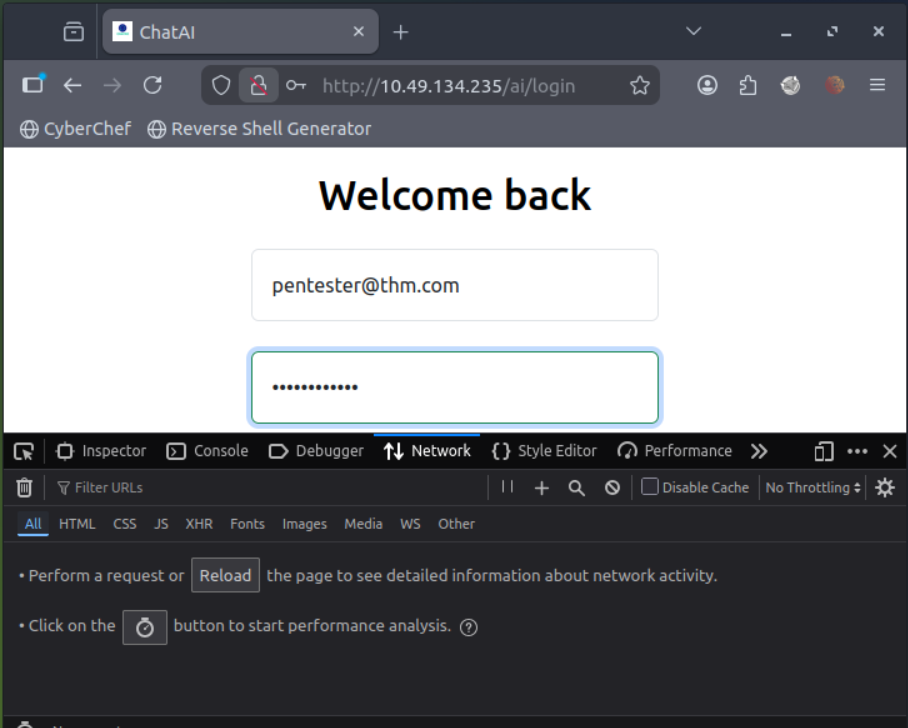 ChatAI
http://10.49.134.235/ai/login
CyberChef Reverse Shell Generator
Welcome back
pentester@thm.com
••••••••••••
Inspector Console Debugger Network Style Editor Performance
Filter URLs Disable Cache No Throttling
All HTML CSS JS XHR Fonts Images Media WS Other
• Perform a request or Reload the page to see detailed information about network activity.
• Click on the button to start performance analysis.